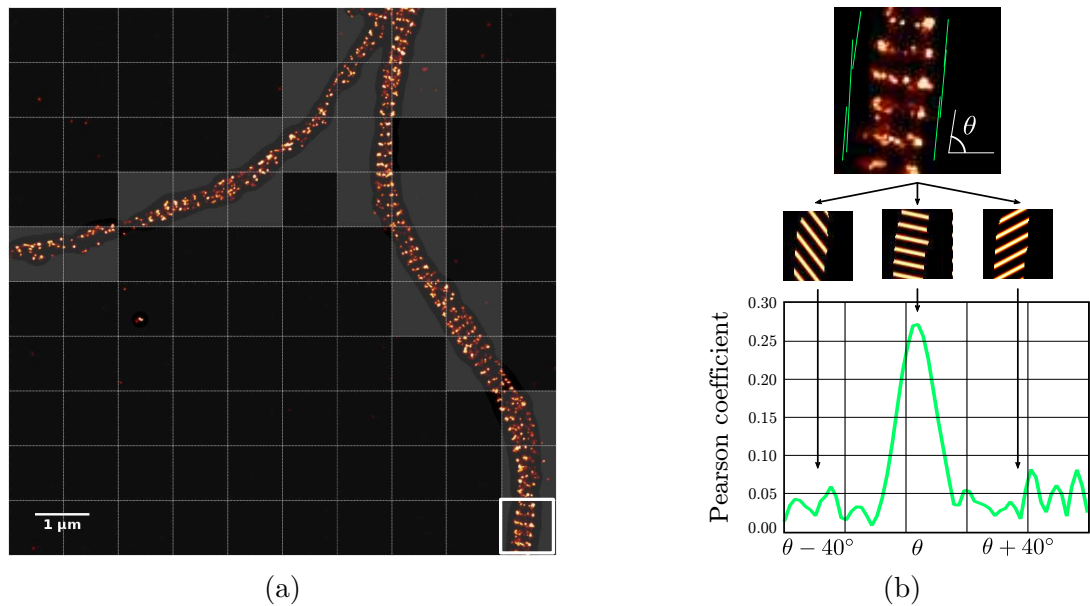 1 μm
(a)
θ
Pearson coefficient
0.30
0.25
0.20
0.15
0.10
0.05
0.00
θ − 40°
θ
θ + 40°
(b)